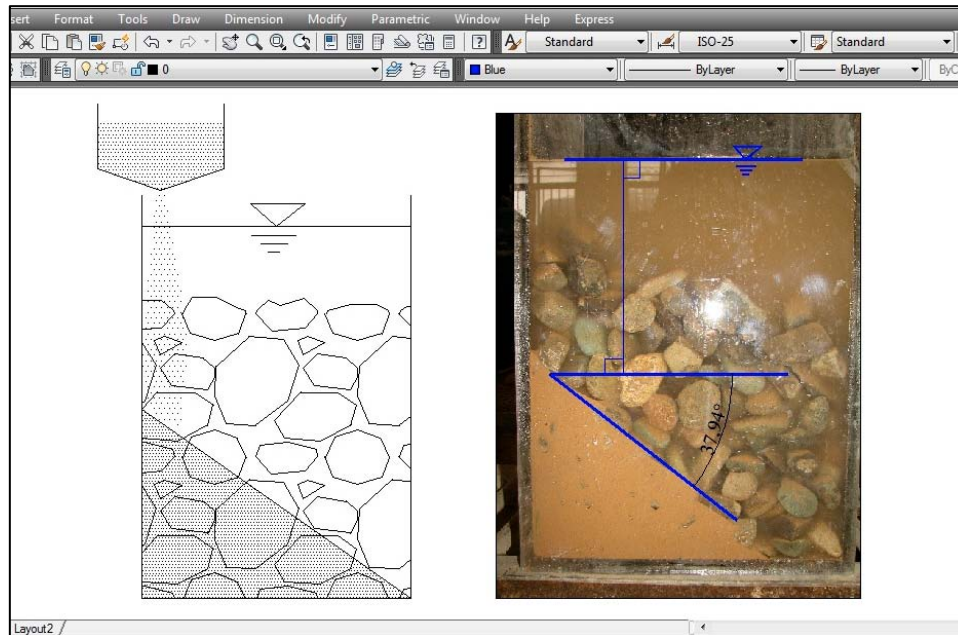 sert Format Tools Draw Dimension Modify Parametric Window Help Express
Standard ISO-25 Standard
0 Blue ByLayer ByLayer ByC
37.94°
Layout2